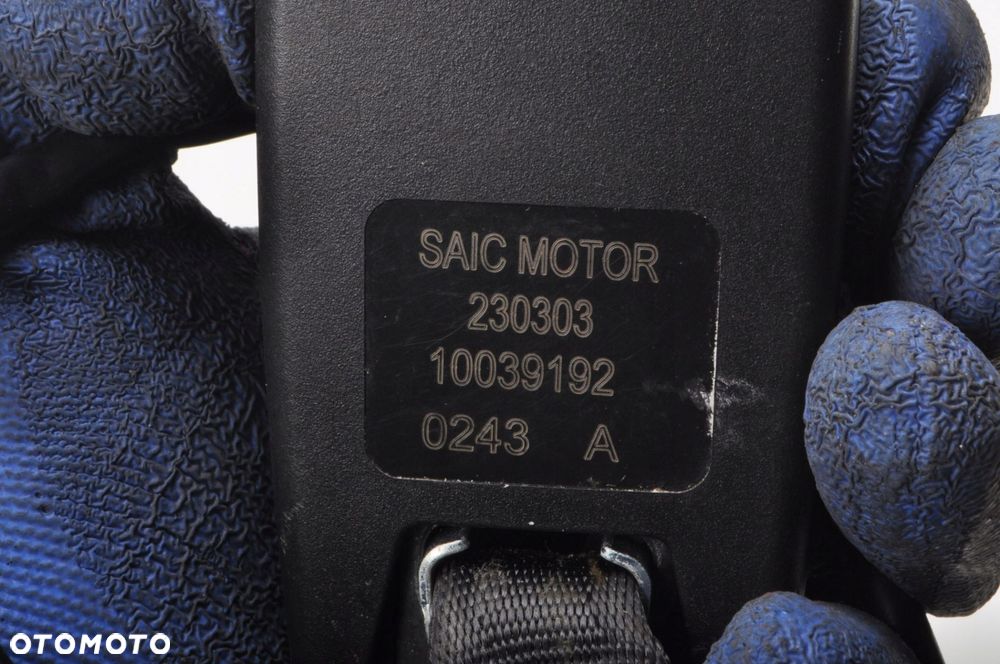 SAIC MOTOR
230303
10039192
0243 A
OTOMOTO